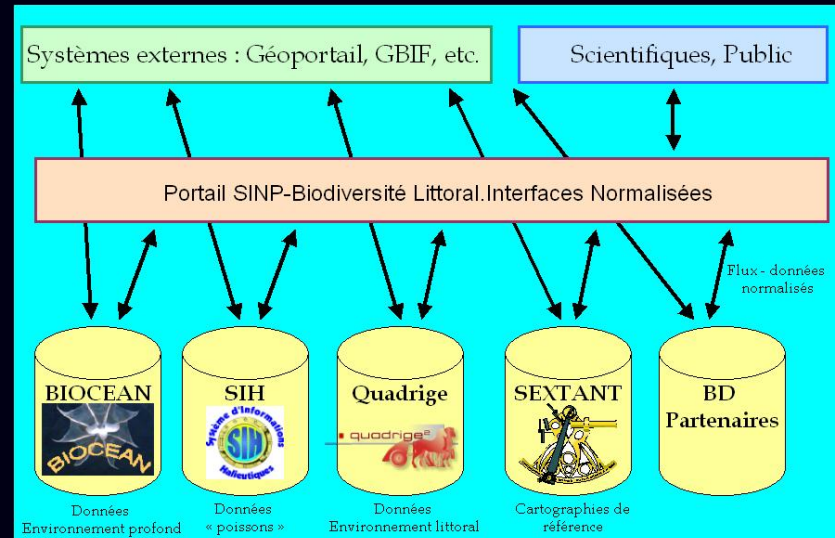 Systèmes externes : Géoportail, GBIF, etc.
Scientifiques, Public
Portail SINP-Biodiversité Littoral.Interfaces Normalisées
Flux - données
normalisés
BIOCEAN
BIOCEAN
Données
Environnement profond
SIH
Système d'Informations
SIH
Halieutiques
Données
« poissons »
Quadrige
quadrige²
Données
Environnement littoral
SEXTANT
Cartographies de
référence
BD
Partenaires